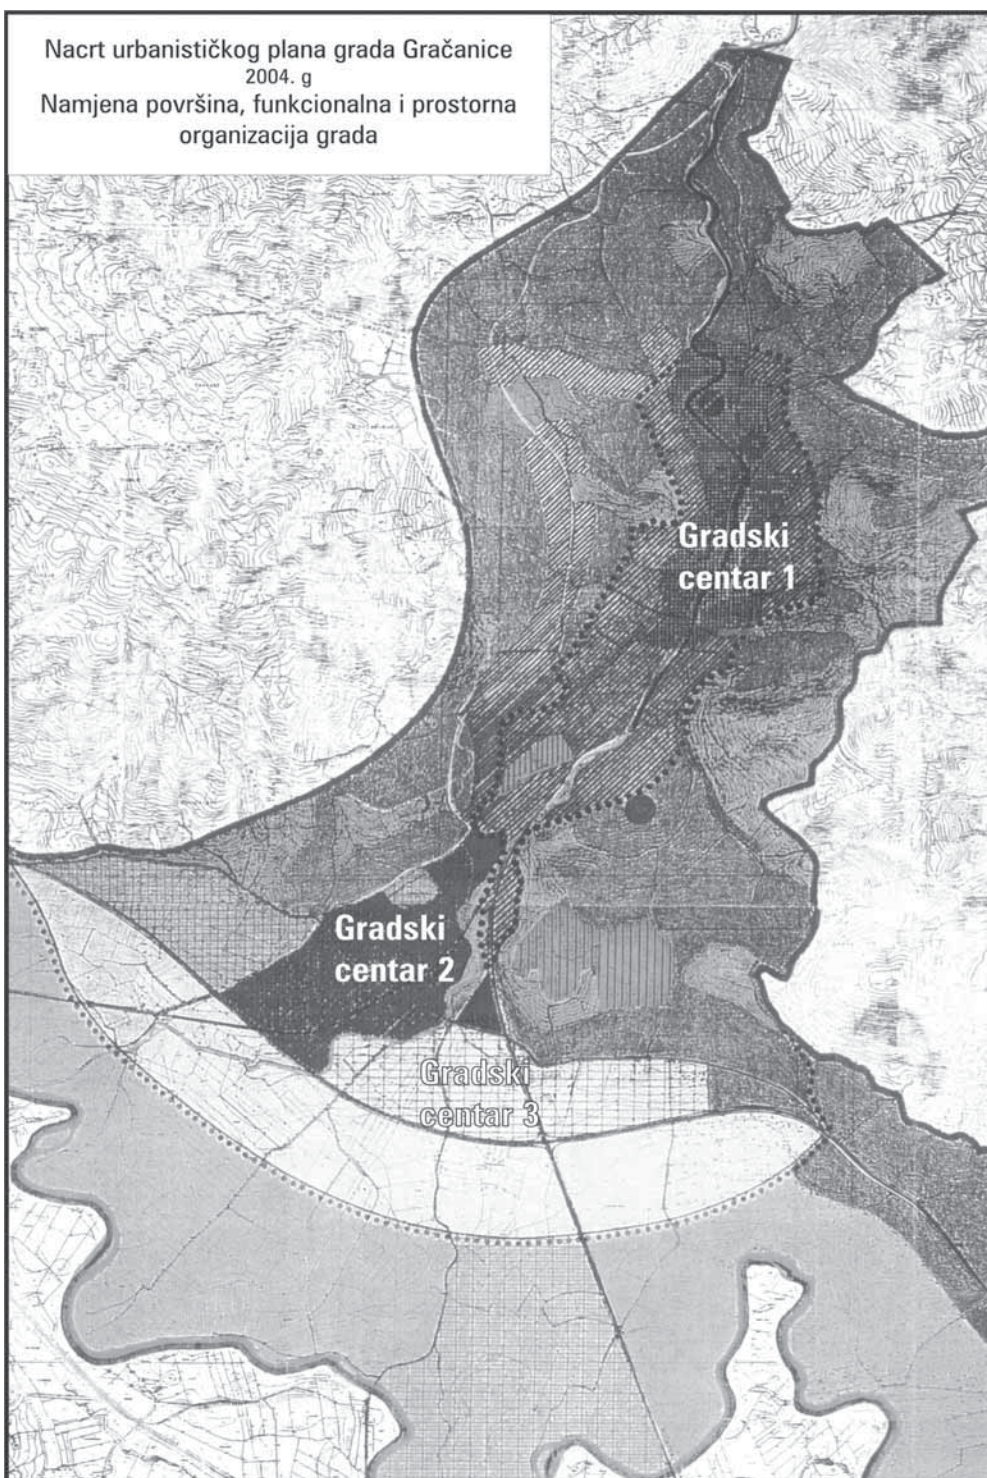 Nacrt urbanističkog plana grada Gračanice
2004. g
Namjena površina, funkcionalna i prostorna
organizacija grada
Gradski
centar 1
Gradski
centar 2
Gradski
centar 3